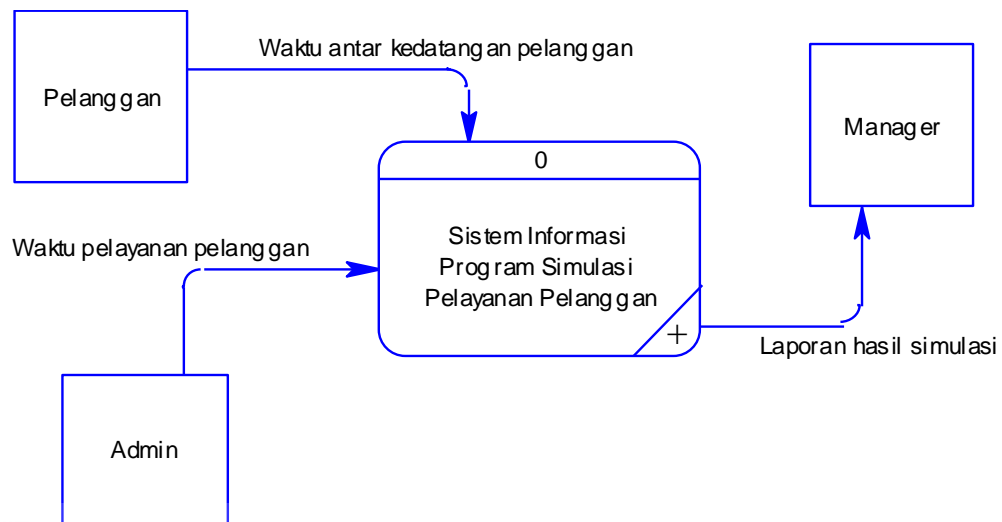 Waktu antar kedatangan pelanggan
Pelanggan
Manager
0
Sistem Informasi
Program Simulasi
Pelayanan Pelanggan
Waktu pelayanan pelanggan
+
Laporan hasil simulasi
Admin